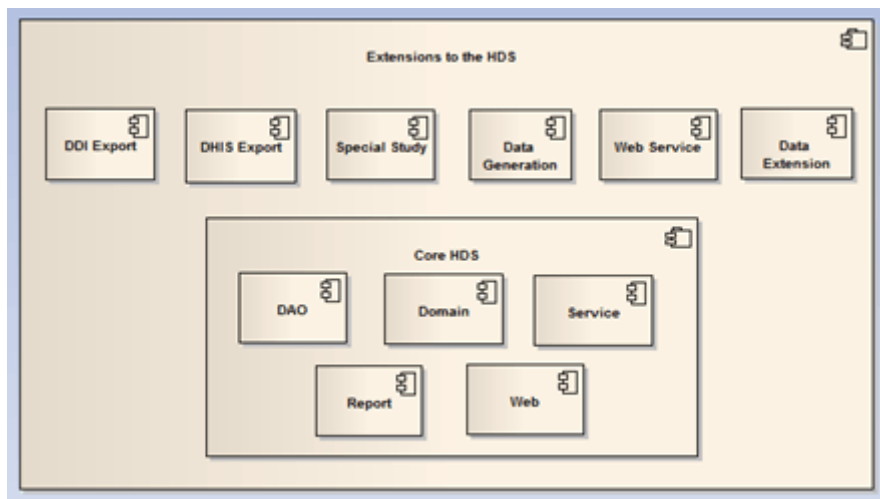 Extensions to the HDS
DDI Export
DHIS Export
Special Study
Data
Generation
Web Service
Data
Extension
Core HDS
DAO
Domain
Service
Report
Web